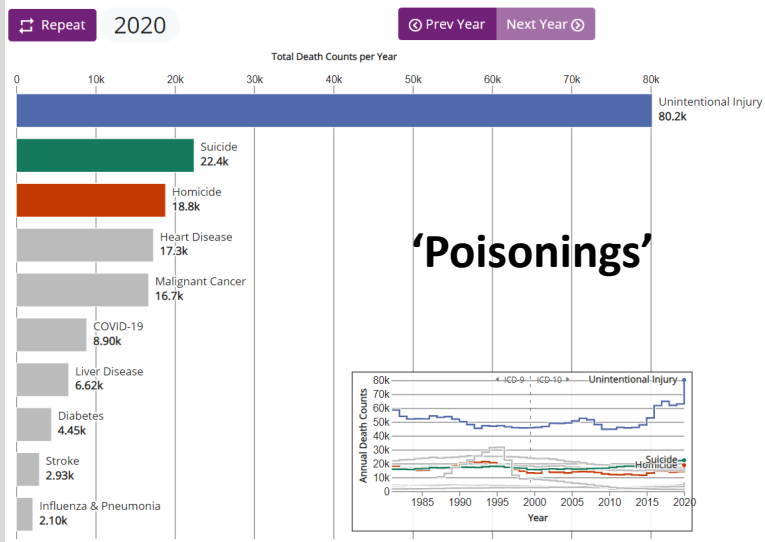 Repeat
2020
Prev Year
Next Year
Total Death Counts per Year
0 10k 20k 30k 40k 50k 60k 70k 80k
Unintentional Injury
80.2k
Suicide
22.4k
Homicide
18.8k
Heart Disease
17.3k
‘Poisonings’
Malignant Cancer
16.7k
COVID-19
8.90k
Liver Disease
6.62k
Diabetes
4.45k
Stroke
2.93k
Influenza & Pneumonia
2.10k
80k
70k
60k
50k
40k
30k
20k
10k
0
Annual Death Counts
ICD-9 ICD-10
Unintentional Injury
Suicide
Homicide
1985 1990 1995 2000 2005 2010 2015 2020
Year